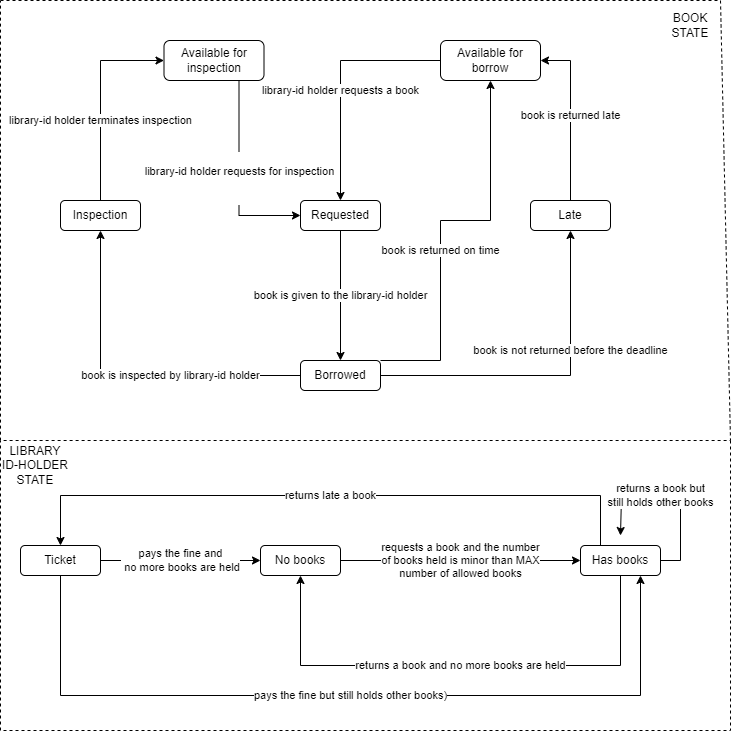 BOOK
STATE
Available for
inspection
Available for
borrow
library-id holder requests a book
library-id holder terminates inspection
book is returned late
library-id holder requests for inspection
Inspection
Requested
Late
book is returned on time
book is given to the library-id holder
book is not returned before the deadline
book is inspected by library-id holder
Borrowed
LIBRARY
ID-HOLDER
STATE
returns a book but
still holds other books
returns late a book
Ticket
pays the fine and
no more books are held
No books
requests a book and the number
of books held is minor than MAX
number of allowed books
Has books
returns a book and no more books are held
pays the fine but still holds other books)